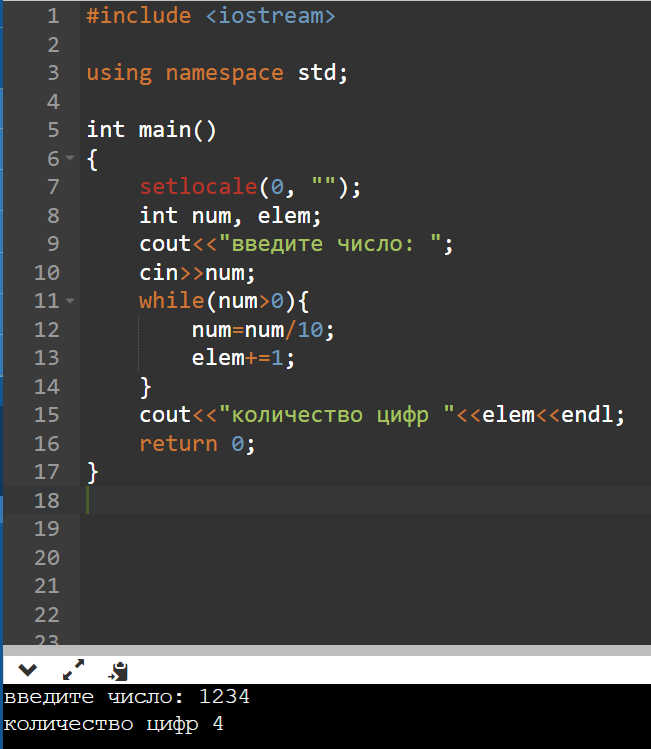 1 #include <iostream>
2
3 using namespace std;
4
5 int main()
6 {
7     setlocale(0, "");
8     int num, elem;
9     cout<<"введите число: ";
10     cin>>num;
11     while(num>0){
12         num=num/10;
13         elem+=1;
14     }
15     cout<<"количество цифр "<<elem<<endl;
16     return 0;
17 }
18
19
20
21
22
23
введите число: 1234
количество цифр 4